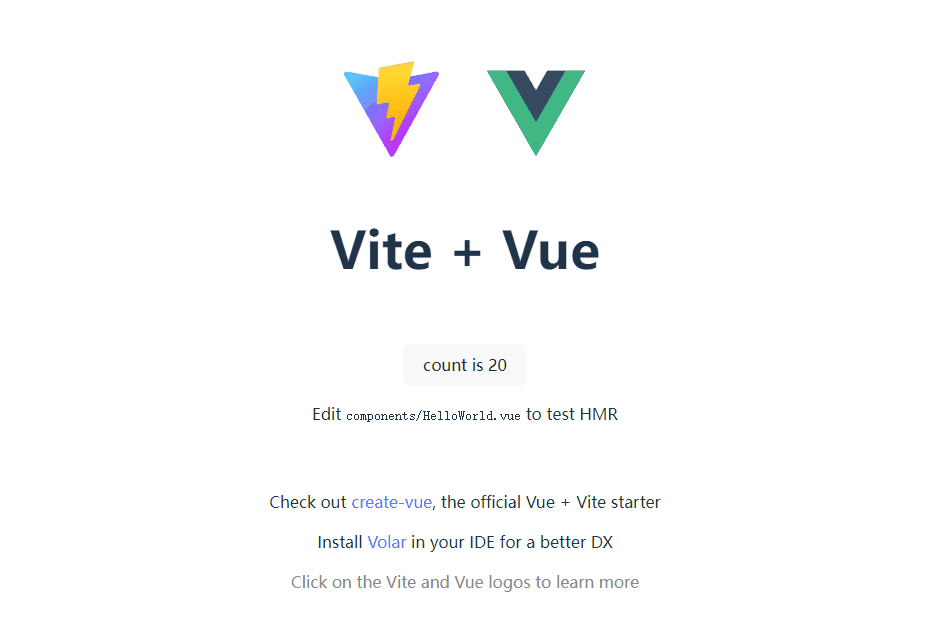 Vite + Vue
count is 20
Edit components/HelloWorld.vue to test HMR
Check out create-vue, the official Vue + Vite starter
Install Volar in your IDE for a better DX
Click on the Vite and Vue logos to learn more